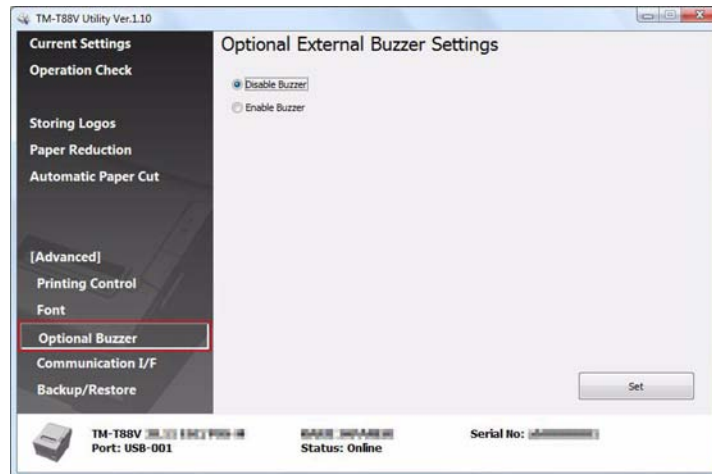 TM-T88V Utility Ver.1.10
Current Settings
Operation Check
Storing Logos
Paper Reduction
Automatic Paper Cut
[Advanced]
Printing Control
Font
Optional Buzzer
Communication I/F
Backup/Restore
Optional External Buzzer Settings
Disable Buzzer
Enable Buzzer
Set
TM-T88V
Port: USB-001
Status: Online
Serial No: